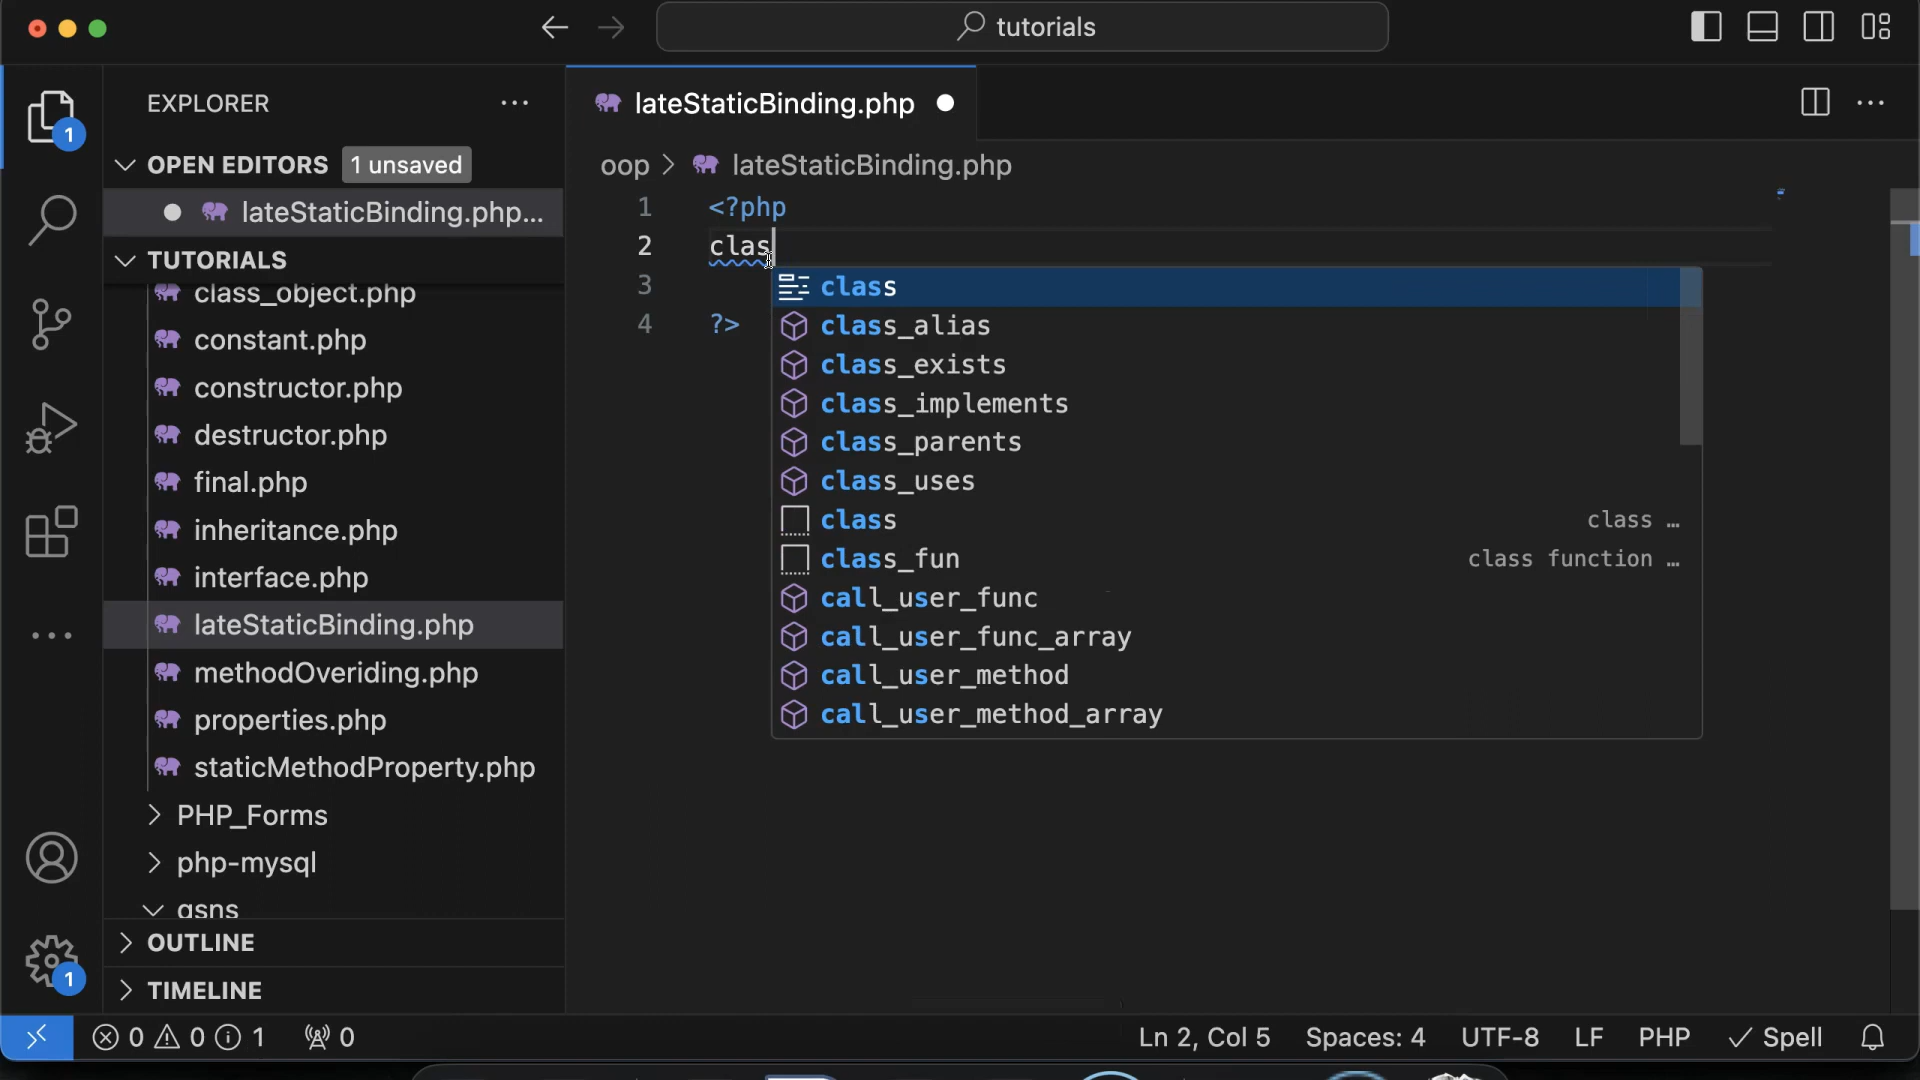 tutorials
EXPLORER
OPEN EDITORS 1 unsaved
lateStaticBinding.php...
TUTORIALS
class_object.php
constant.php
constructor.php
destructor.php
final.php
inheritance.php
interface.php
lateStaticBinding.php
methodOveriding.php
properties.php
staticMethodProperty.php
PHP_Forms
php-mysql
qsns
OUTLINE
TIMELINE
1
1
lateStaticBinding.php
oop > lateStaticBinding.php
1 <?php
2 clas
3
4 ?>
class
class_alias
class_exists
class_implements
class_parents
class_uses
class class …
class_fun class function …
call_user_func
call_user_func_array
call_user_method
call_user_method_array
0 0 1 0 Ln 2, Col 5 Spaces: 4 UTF-8 LF PHP Spell